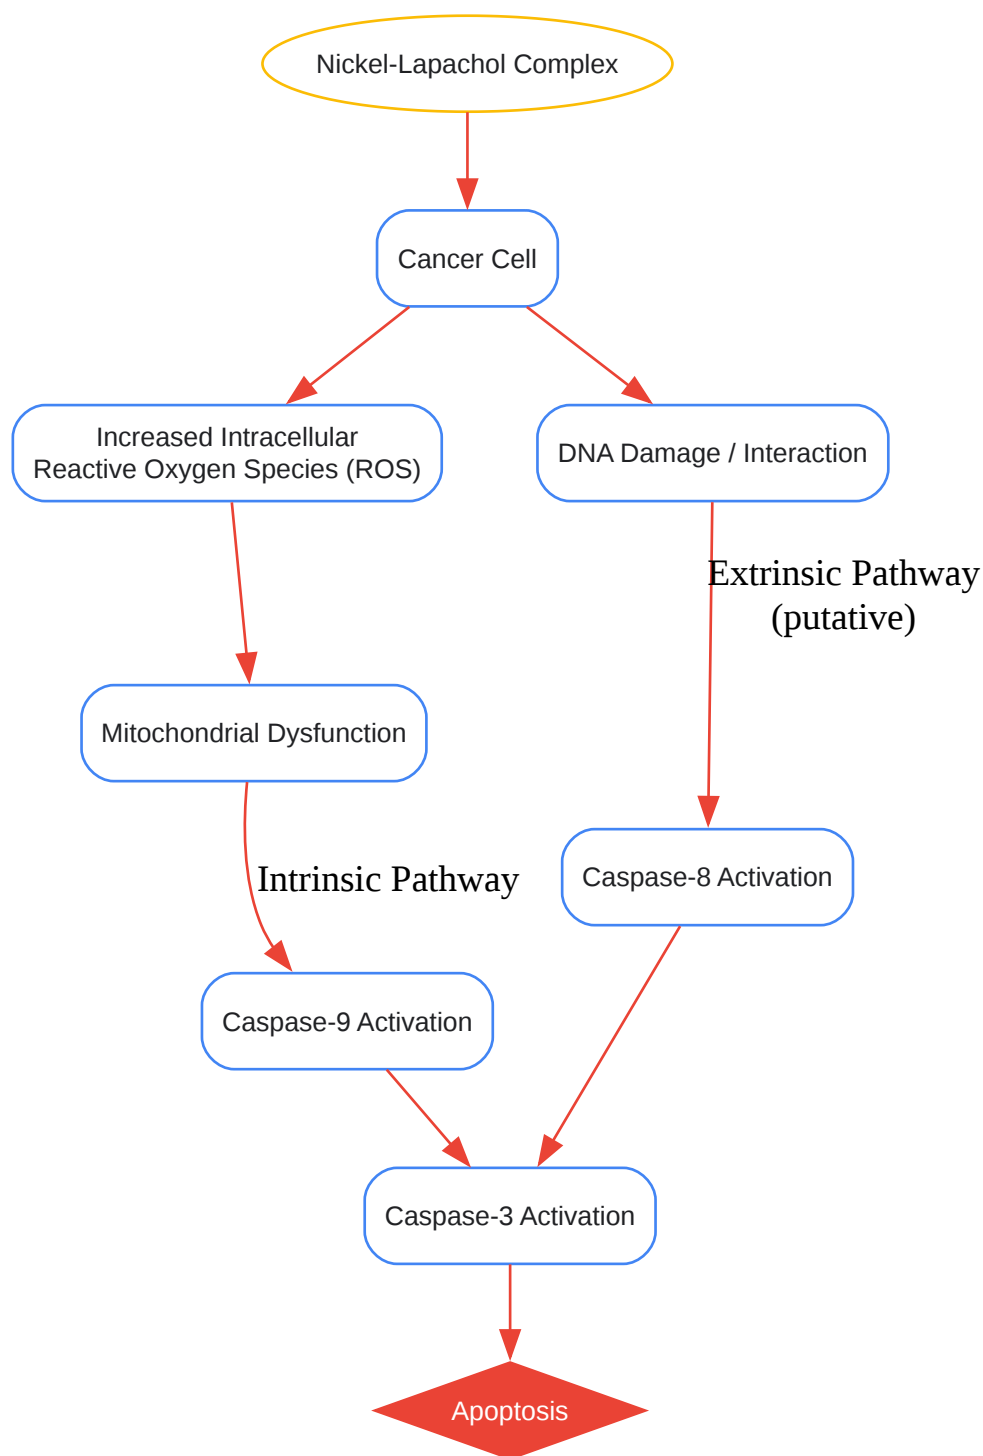 Nickel-Lapachol Complex
Cancer Cell
Increased Intracellular
Reactive Oxygen Species (ROS)
DNA Damage / Interaction
Extrinsic Pathway
(putative)
Mitochondrial Dysfunction
Intrinsic Pathway
Caspase-8 Activation
Caspase-9 Activation
Caspase-3 Activation
Apoptosis